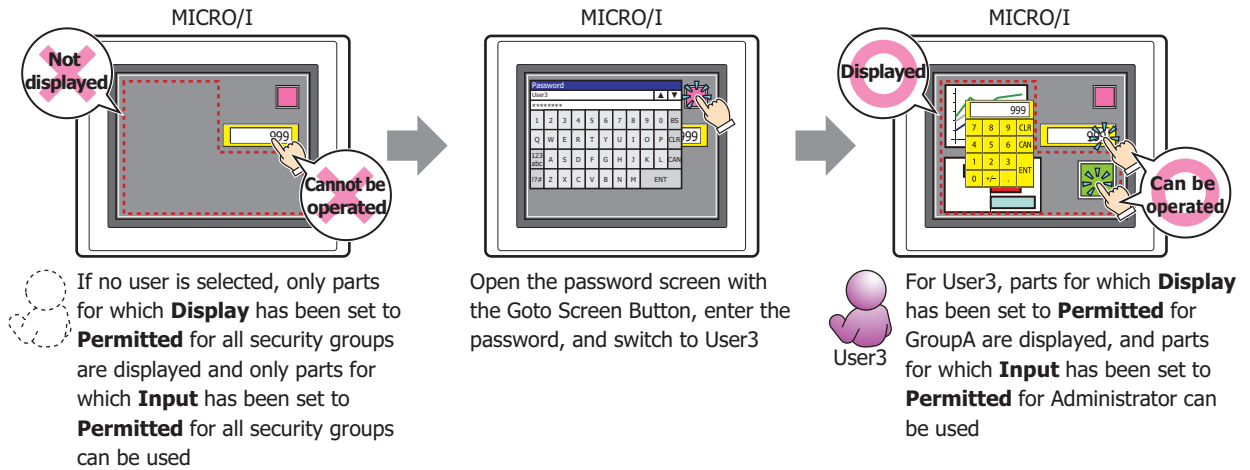 MICRO/I
Not
displayed
999
Cannot be
operated
If no user is selected, only parts
for which Display has been set to
Permitted for all security groups
are displayed and only parts for
which Input has been set to
Permitted for all security groups
can be used
MICRO/I
Password
User3 ▲ ▼
********
1 2 3 4 5 6 7 8 9 0 BS
Q W E R T Y U I O P CLR
999
123
abc A S D F G H J K L CAN
!?# Z X C V B N M ENT
Open the password screen with
the Goto Screen Button, enter the
password, and switch to User3
MICRO/I
Displayed
999
7 8 9 CLR
4 5 6 CAN
1 2 3
0 +/− . ENT
Can be
operated
User3
For User3, parts for which Display
has been set to Permitted for
GroupA are displayed, and parts
for which Input has been set to
Permitted for Administrator can
be used